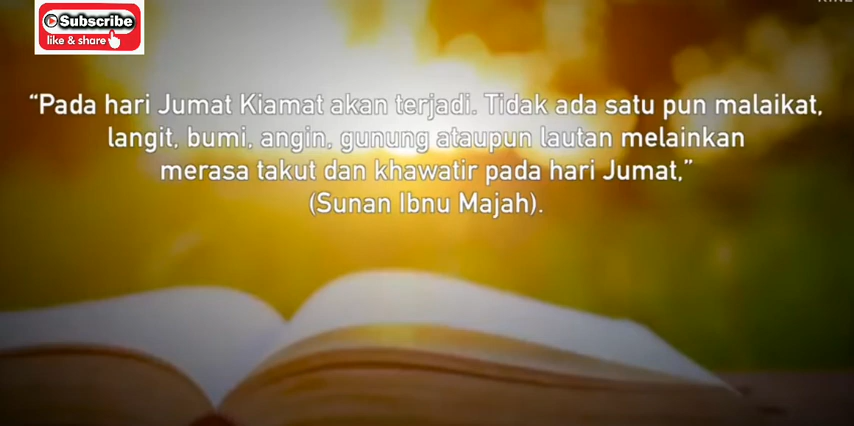 Subscribe
like & share
“Pada hari Jumat Kiamat akan terjadi. Tidak ada satu pun malaikat,
langit, bumi, angin, gunung ataupun lautan melainkan
merasa takut dan khawatir pada hari Jumat,”
(Sunan Ibnu Majah).